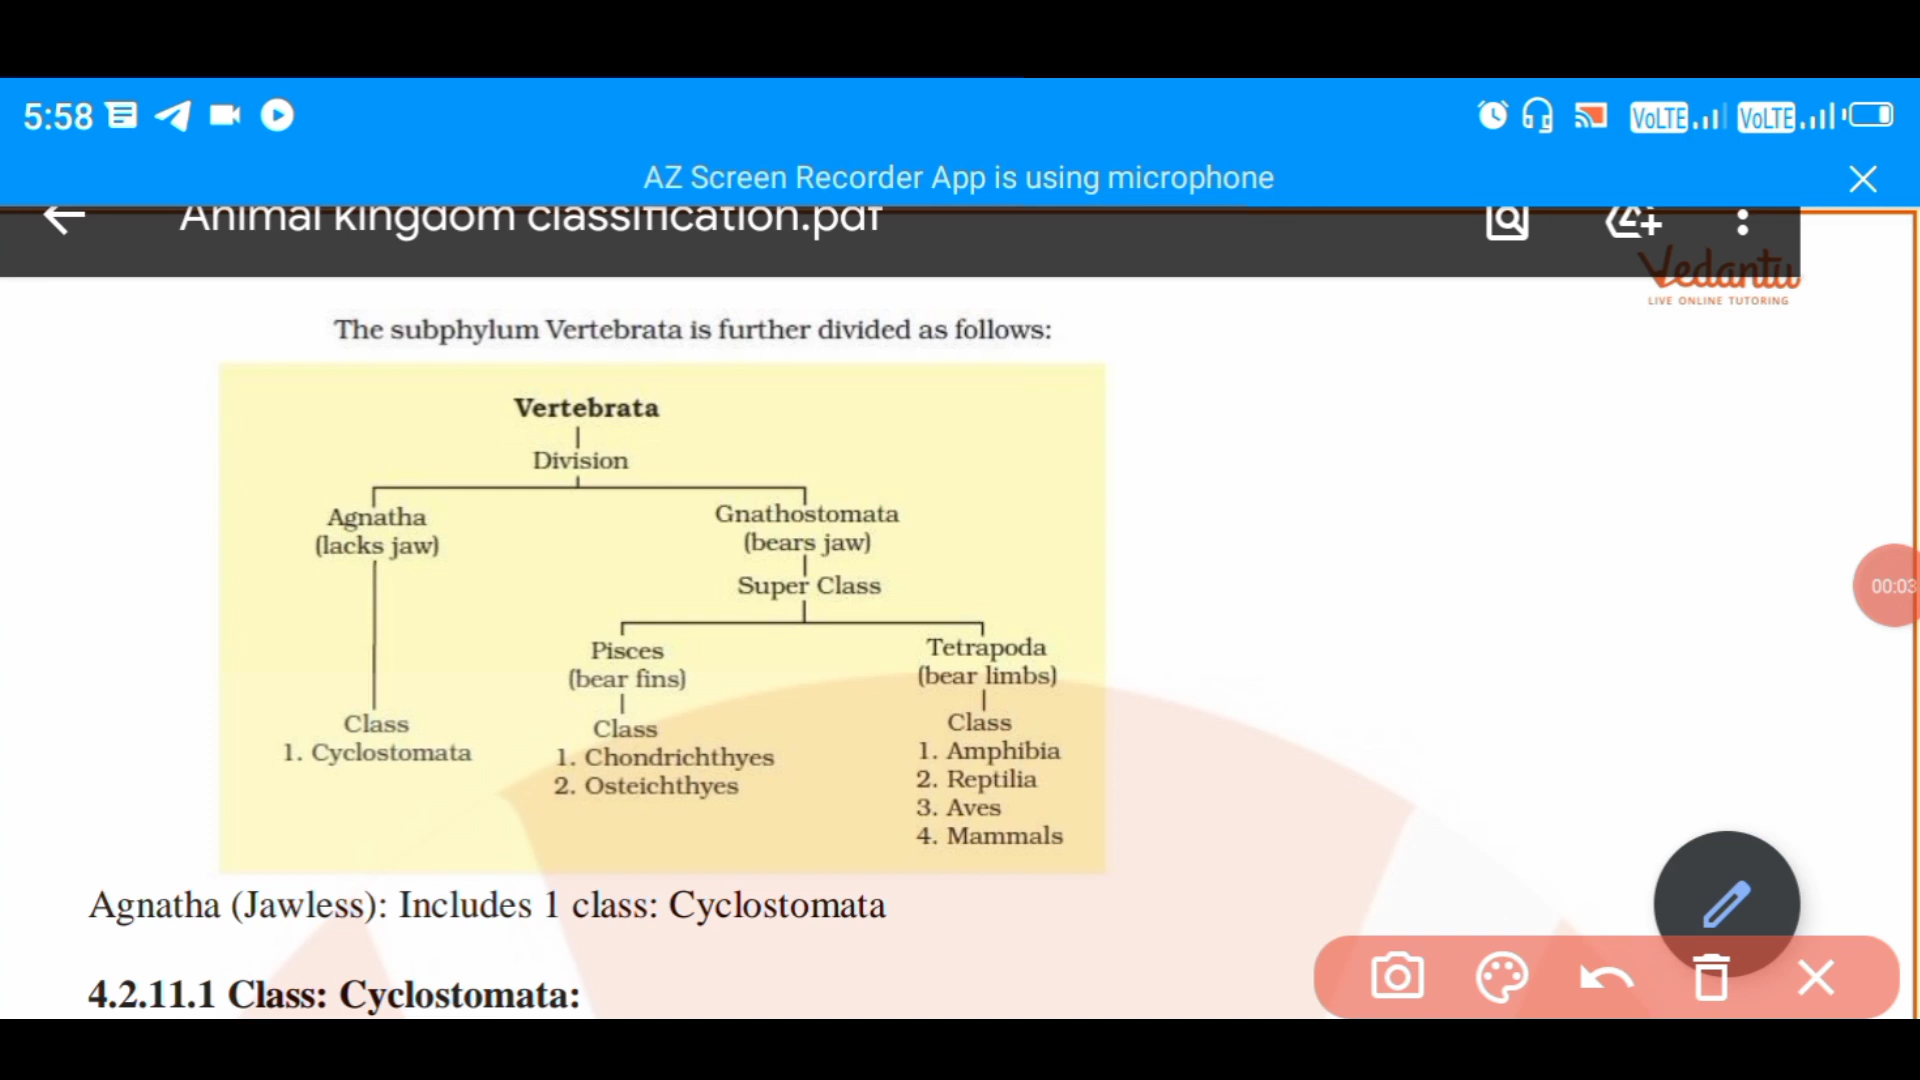 5:58
VoLTE VoLTE
AZ Screen Recorder App is using microphone
Animal kingdom classification.pdf
Vedantu
LIVE ONLINE TUTORING
The subphylum Vertebrata is further divided as follows:
Vertebrata
Division
Agnatha
(lacks jaw)
Gnathostomata
(bears jaw)
Super Class
Pisces
(bear fins)
Tetrapoda
(bear limbs)
Class
1. Cyclostomata
Class
1. Chondrichthyes
2. Osteichthyes
Class
1. Amphibia
2. Reptilia
3. Aves
4. Mammals
00:03
Agnatha (Jawless): Includes 1 class: Cyclostomata
4.2.11.1 Class: Cyclostomata: